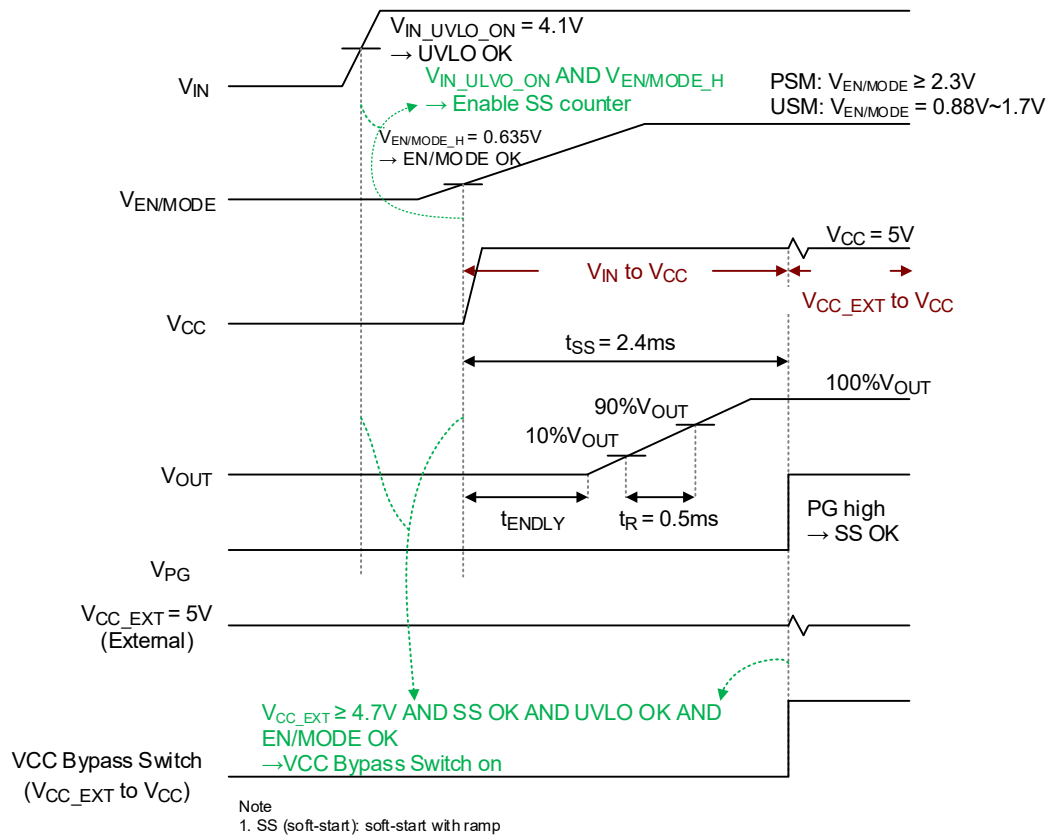 V_IN_UVLO_ON = 4.1V
→ UVLO OK
V_IN
V_IN_ULVO_ON AND V_EN/MODE_H
→ Enable SS counter
PSM: V_EN/MODE ≥ 2.3V
USM: V_EN/MODE = 0.88V~1.7V
V_EN/MODE_H = 0.635V
→ EN/MODE OK
V_EN/MODE
V_CC = 5V
V_IN to V_CC
V_CC_EXT to V_CC
V_CC
t_SS = 2.4ms
100%V_OUT
90%V_OUT
10%V_OUT
V_OUT
t_ENDLY
t_R = 0.5ms
PG high
→ SS OK
V_PG
V_CC_EXT = 5V
(External)
V_CC_EXT ≥ 4.7V AND SS OK AND UVLO OK AND
EN/MODE OK
→VCC Bypass Switch on
VCC Bypass Switch
(V_CC_EXT to V_CC)
Note
1. SS (soft-start): soft-start with ramp